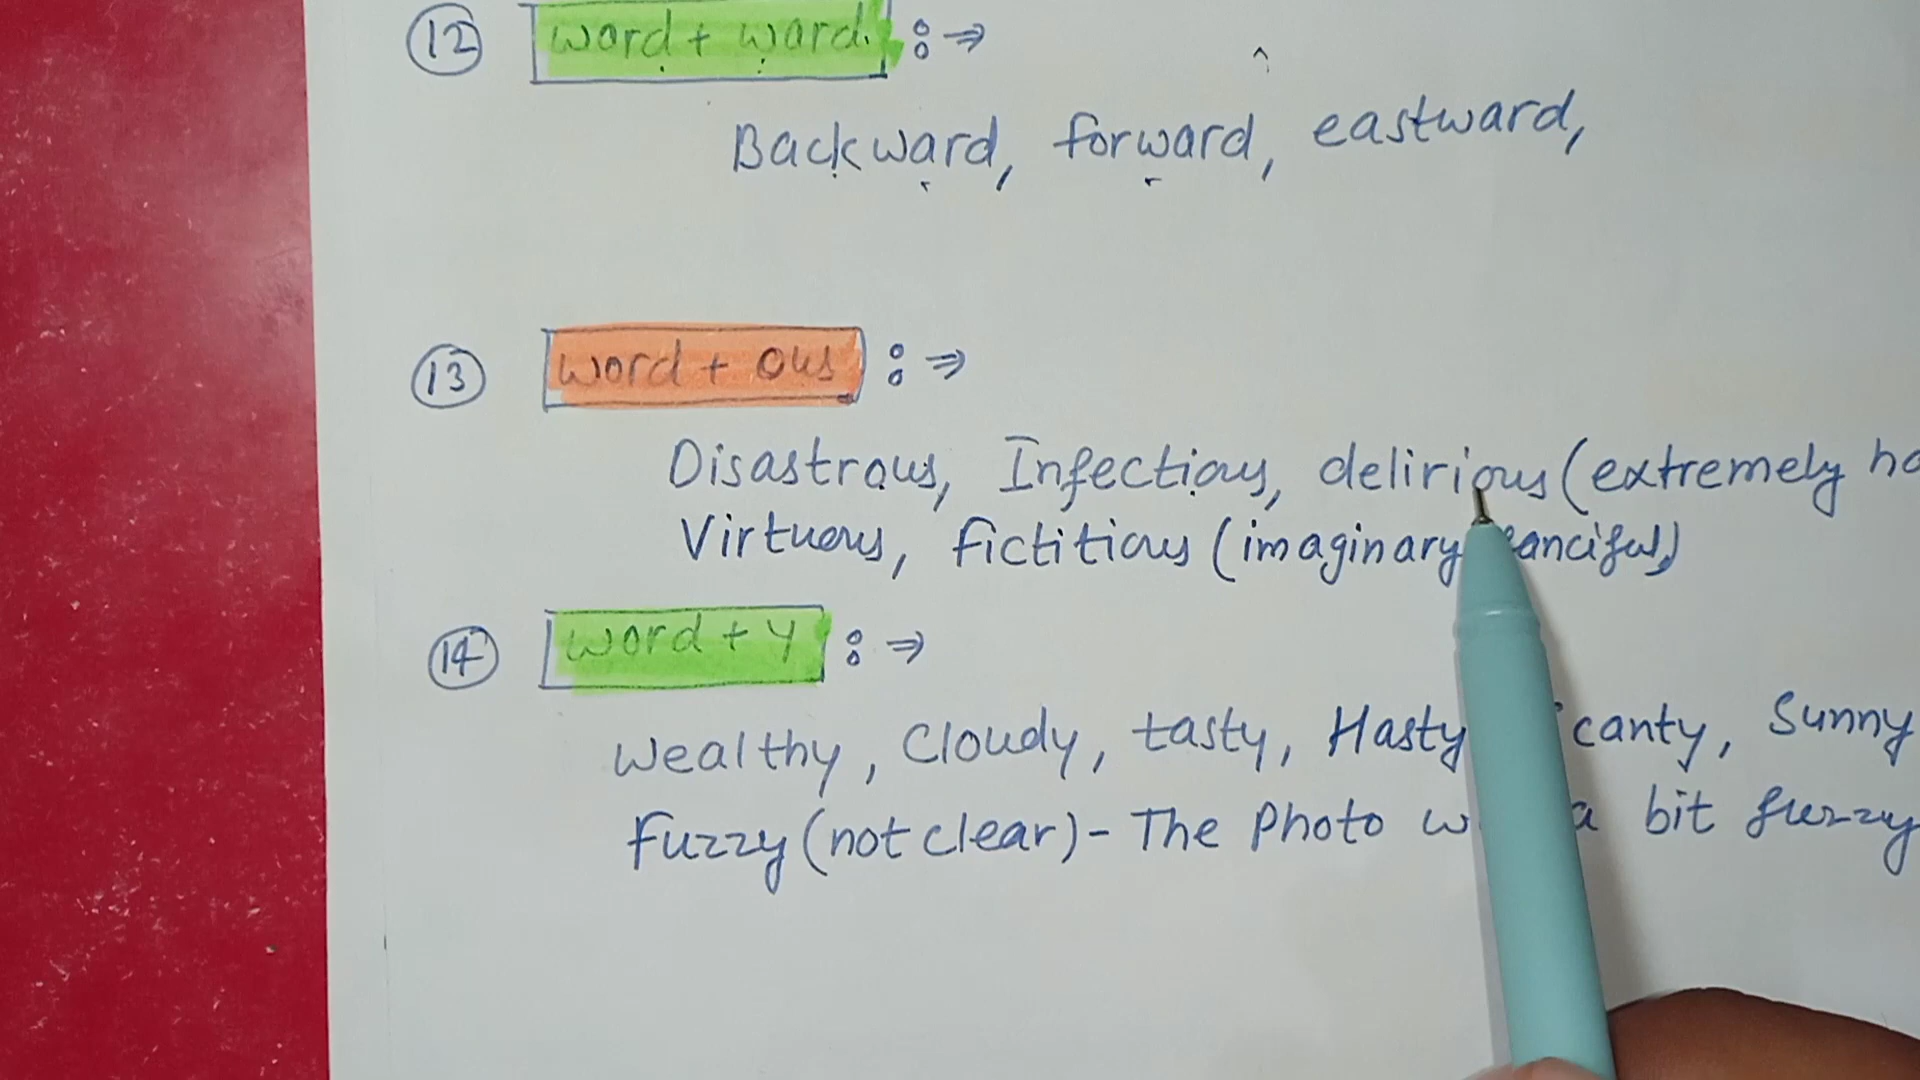 12 word + ward. :⇒
Backward, forward, eastward,
13 word + ous :⇒
Disastrous, Infectious, delirious (extremely
Virtuous, fictitious (imaginary
14 word + y :⇒
Wealthy, Cloudy, tasty, Hasty Sunny
Fuzzy (not clear) - The Photo a bit fuzzy